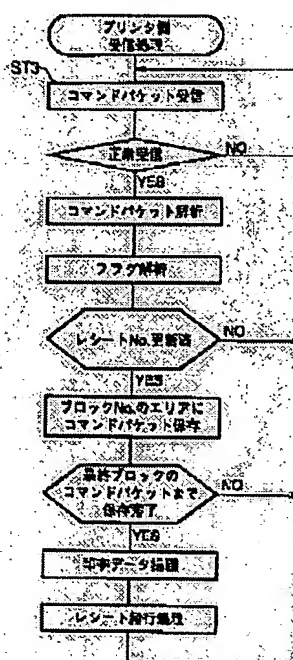 プリンタ側
受信処理
ST3
コマンドパケット受信
正常受信
NO
YES
コマンドパケット解析
フラグ解析
レシートNo.更新済
NO
YES
ブロックNo.のエリアに
コマンドパケット保存
最終ブロックの
コマンドパケットまで
保存完了
NO
YES
印字データ描画
レシート発行処理